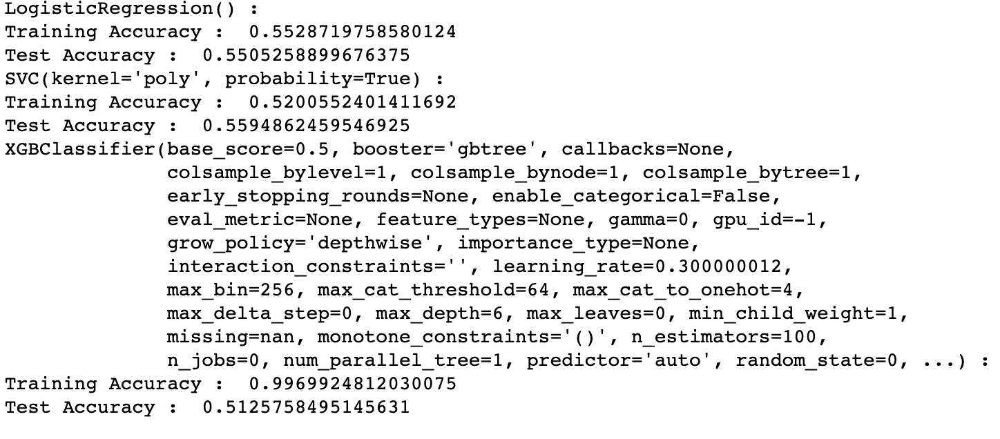 LogisticRegression() :
Training Accuracy :  0.5528719758580124
Test Accuracy :  0.5505258899676375
SVC(kernel='poly', probability=True) :
Training Accuracy :  0.5200552401411692
Test Accuracy :  0.5594862459546925
XGBClassifier(base_score=0.5, booster='gbtree', callbacks=None,
              colsample_bylevel=1, colsample_bynode=1, colsample_bytree=1,
              early_stopping_rounds=None, enable_categorical=False,
              eval_metric=None, feature_types=None, gamma=0, gpu_id=-1,
              grow_policy='depthwise', importance_type=None,
              interaction_constraints='', learning_rate=0.300000012,
              max_bin=256, max_cat_threshold=64, max_cat_to_onehot=4,
              max_delta_step=0, max_depth=6, max_leaves=0, min_child_weight=1,
              missing=nan, monotone_constraints='()', n_estimators=100,
              n_jobs=0, num_parallel_tree=1, predictor='auto', random_state=0, ...) :
Training Accuracy :  0.9969924812030075
Test Accuracy :  0.5125758495145631